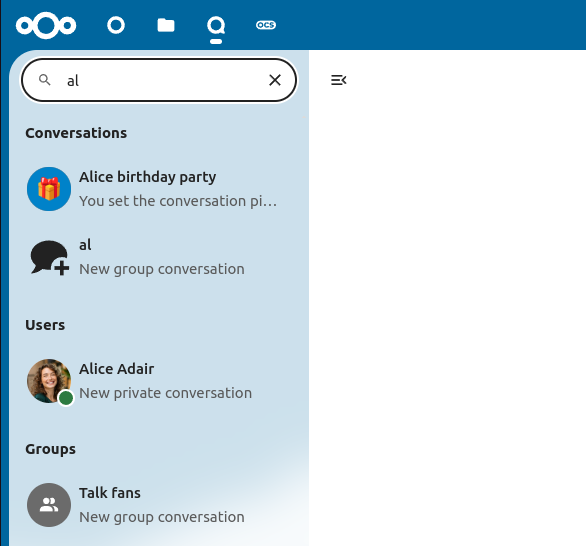 OCS
al
Conversations
Alice birthday party
You set the conversation pi…
al
New group conversation
Users
Alice Adair
New private conversation
Groups
Talk fans
New group conversation